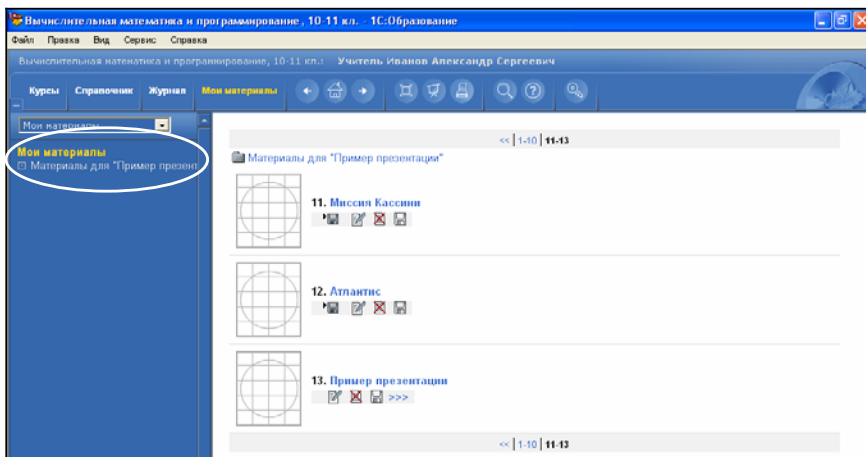 Вычислительная математика и программирование, 10-11 кл. - 1С:Образование
Файл Правка Вид Сервис Справка
Вычислительная математика и программирование, 10-11 кл.: Учитель Иванов Александр Сергеевич
Курсы Справочник Журнал Мои материалы
Мои материалы
Мои материалы
Материалы для "Пример презент
<< | 1-10 | 11-13
Материалы для "Пример презентации"
11. Миссия Кассини
12. Атлантис
13. Пример презентации
>>>
<< | 1-10 | 11-13